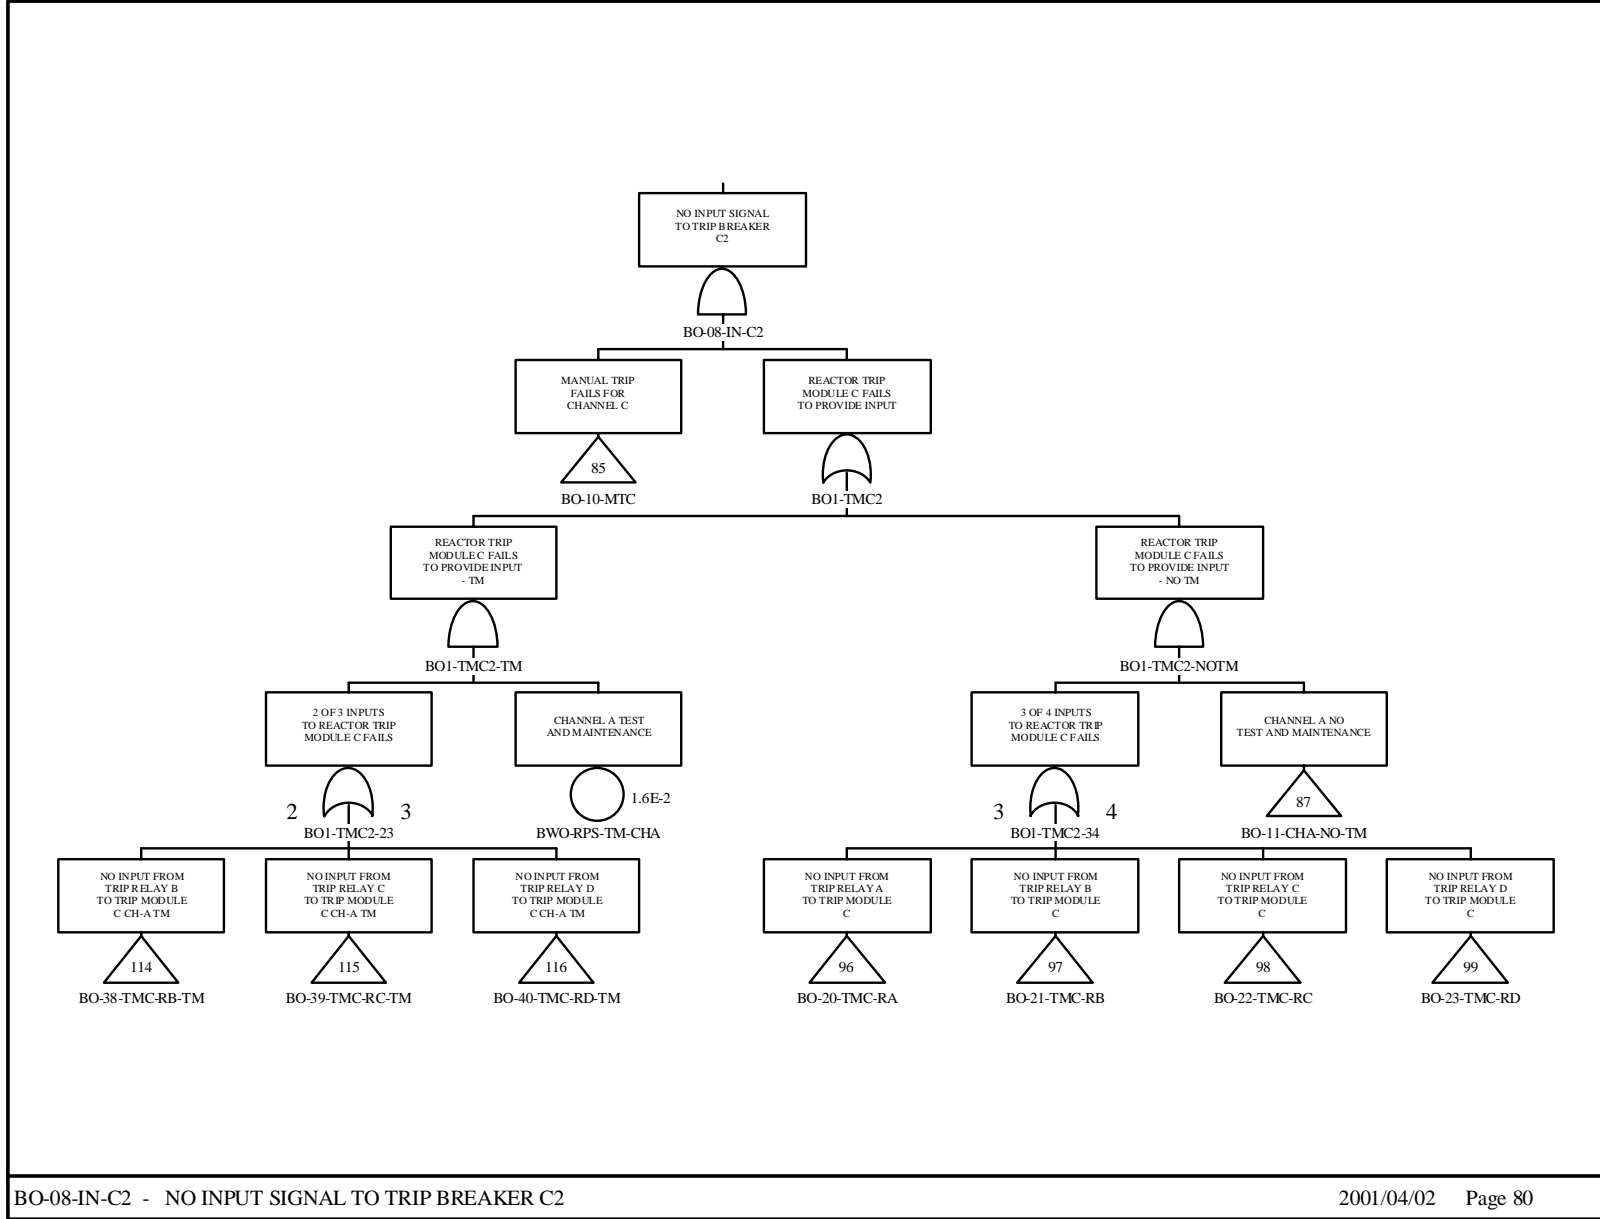 NO INPUT SIGNAL
TO TRIP BREAKER
C2
BO-08-IN-C2
MANUAL TRIP
FAILS FOR
CHANNEL C
85
BO-10-MTC
REACTOR TRIP
MODULE C FAILS
TO PROVIDE INPUT
BO1-TMC2
REACTOR TRIP
MODULE C FAILS
TO PROVIDE INPUT
- TM
BO1-TMC2-TM
REACTOR TRIP
MODULE C FAILS
TO PROVIDE INPUT
- NO TM
BO1-TMC2-NOTM
2 OF 3 INPUTS
TO REACTOR TRIP
MODULE C FAILS
2 3
BO1-TMC2-23
CHANNEL A TEST
AND MAINTENANCE
1.6E-2
BWO-RPS-TM-CHA
3 OF 4 INPUTS
TO REACTOR TRIP
MODULE C FAILS
3 4
BO1-TMC2-34
CHANNEL A NO
TEST AND MAINTENANCE
87
BO-11-CHA-NO-TM
NO INPUT FROM
TRIP RELAY B
TO TRIP MODULE
C CH-A TM
114
BO-38-TMC-RB-TM
NO INPUT FROM
TRIP RELAY C
TO TRIP MODULE
C CH-A TM
115
BO-39-TMC-RC-TM
NO INPUT FROM
TRIP RELAY D
TO TRIP MODULE
C CH-A TM
116
BO-40-TMC-RD-TM
NO INPUT FROM
TRIP RELAY A
TO TRIP MODULE
C
96
BO-20-TMC-RA
NO INPUT FROM
TRIP RELAY B
TO TRIP MODULE
C
97
BO-21-TMC-RB
NO INPUT FROM
TRIP RELAY C
TO TRIP MODULE
C
98
BO-22-TMC-RC
NO INPUT FROM
TRIP RELAY D
TO TRIP MODULE
C
99
BO-23-TMC-RD
BO-08-IN-C2 - NO INPUT SIGNAL TO TRIP BREAKER C2
2001/04/02 Page 80